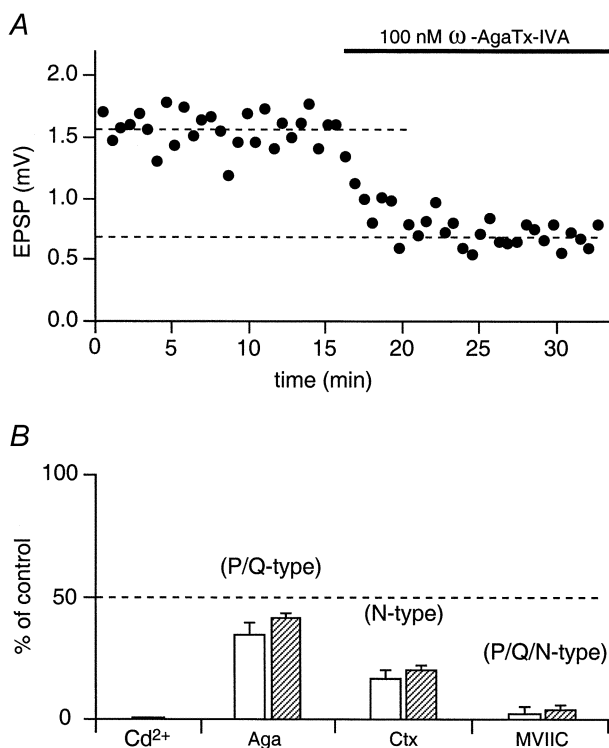 A
100 nM ω -AgaTx-IVA
2.0
1.5
1.0
0.5
0.0
EPSP (mV)
0 5 10 15 20 25 30
time (min)
B
100
50
0
% of control
(P/Q-type)
(N-type)
(P/Q/N-type)
Cd²⁺ Aga Ctx MVIIC